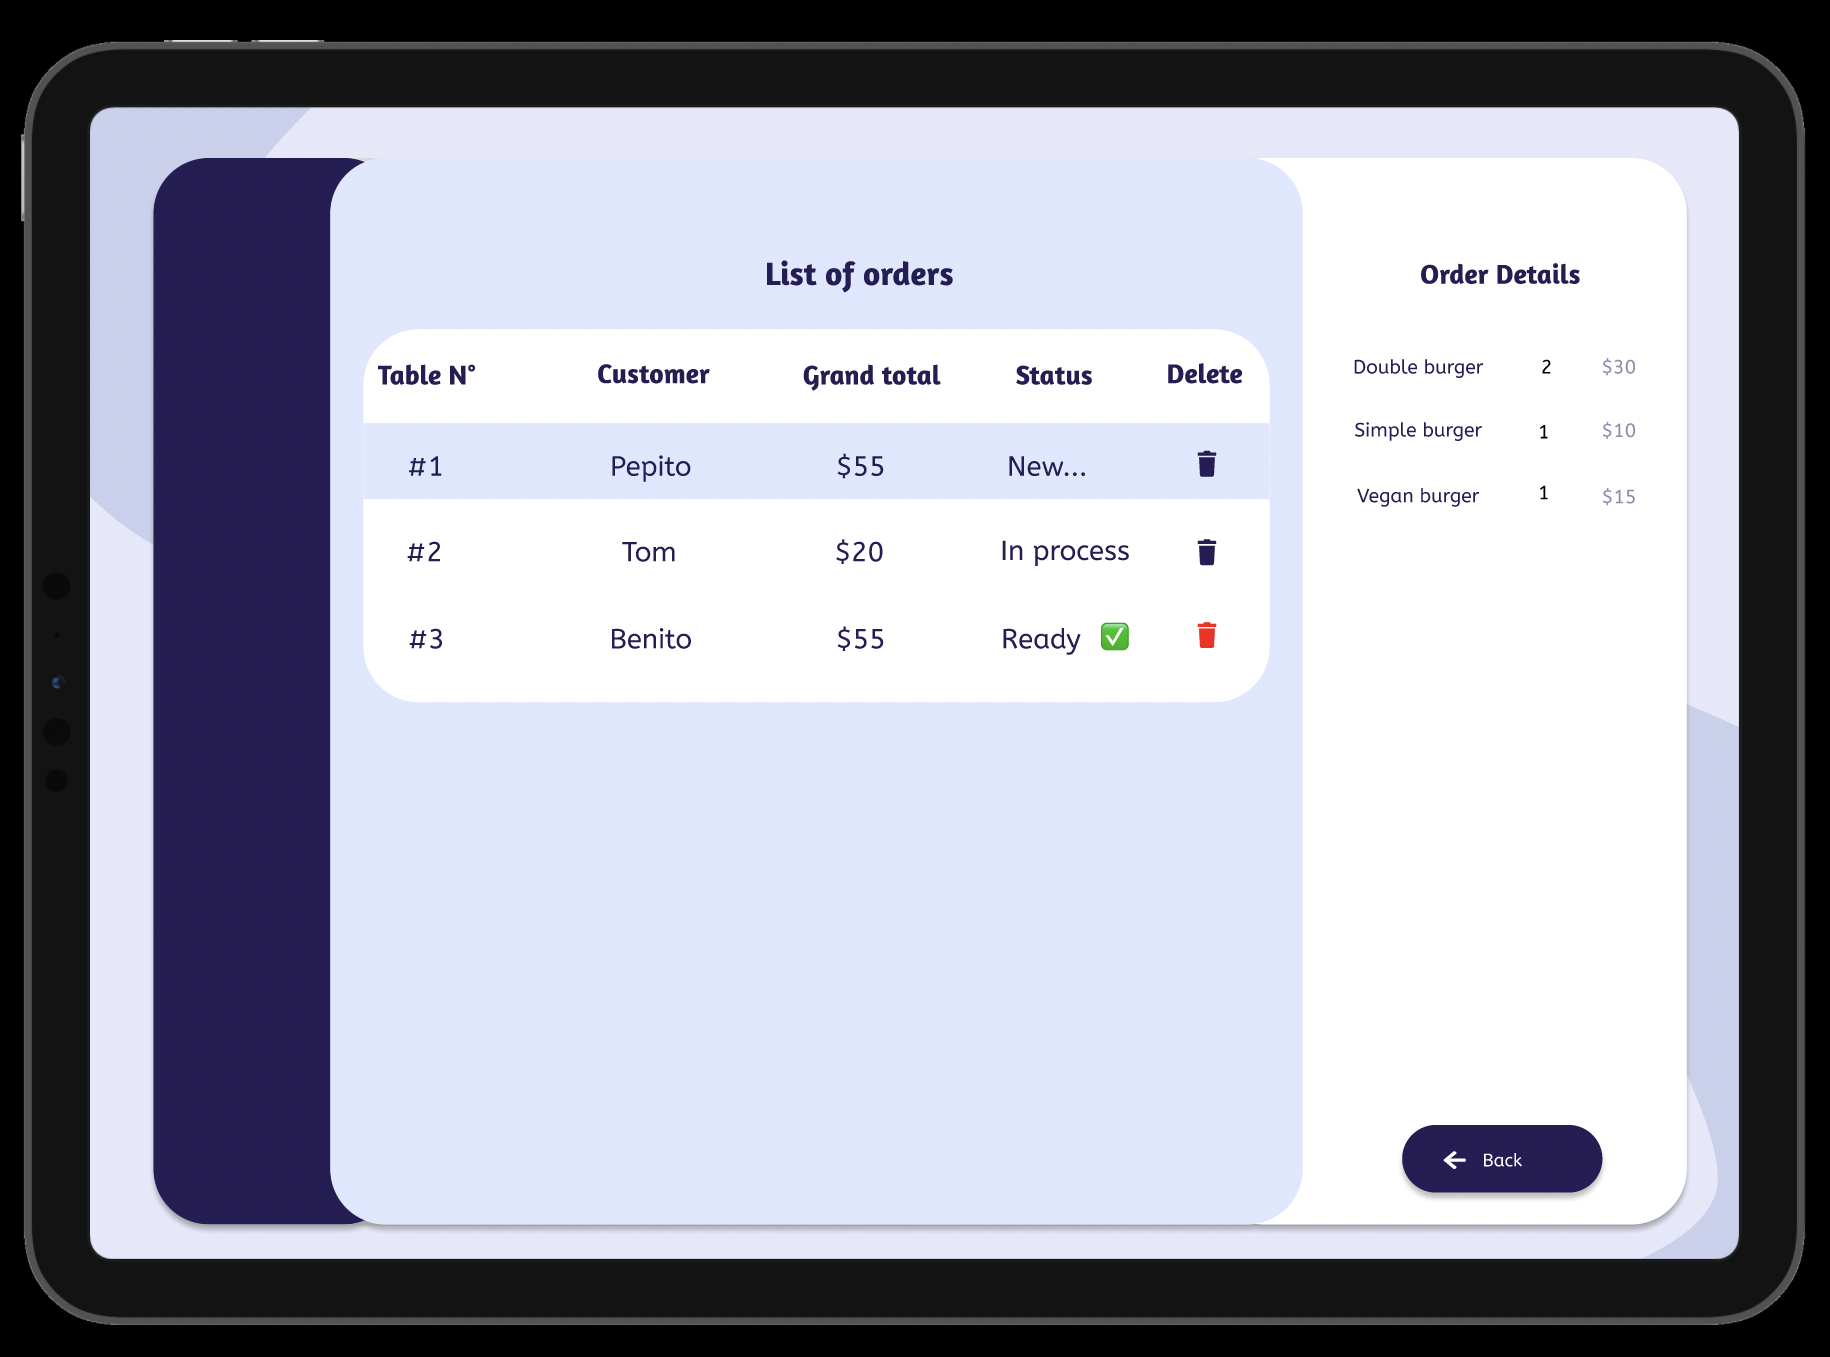 List of orders
Table N° Customer Grand total Status Delete
#1 Pepito $55 New...
#2 Tom $20 In process
#3 Benito $55 Ready ✅
Order Details
Double burger 2 $30
Simple burger 1 $10
Vegan burger 1 $15
Back